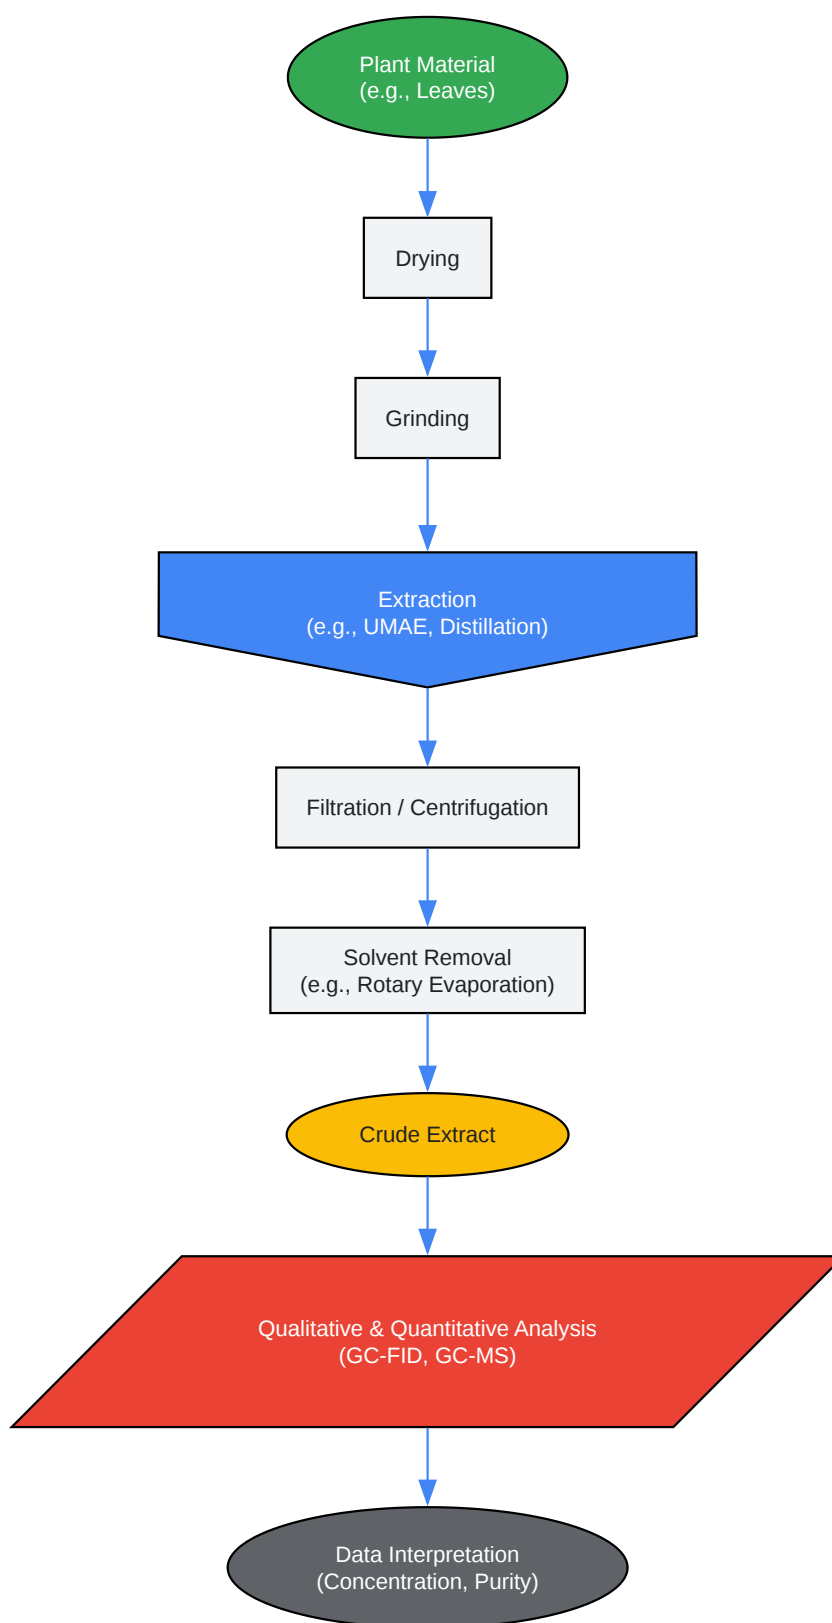 Plant Material
(e.g., Leaves)
Drying
Grinding
Extraction
(e.g., UMAE, Distillation)
Filtration / Centrifugation
Solvent Removal
(e.g., Rotary Evaporation)
Crude Extract
Qualitative & Quantitative Analysis
(GC-FID, GC-MS)
Data Interpretation
(Concentration, Purity)